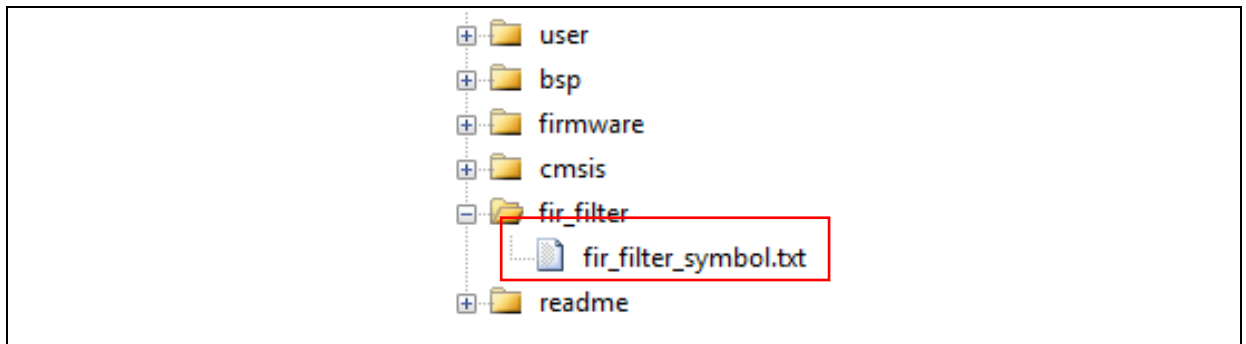 user
bsp
firmware
cmsis
fir_filter
fir_filter_symbol.txt
readme